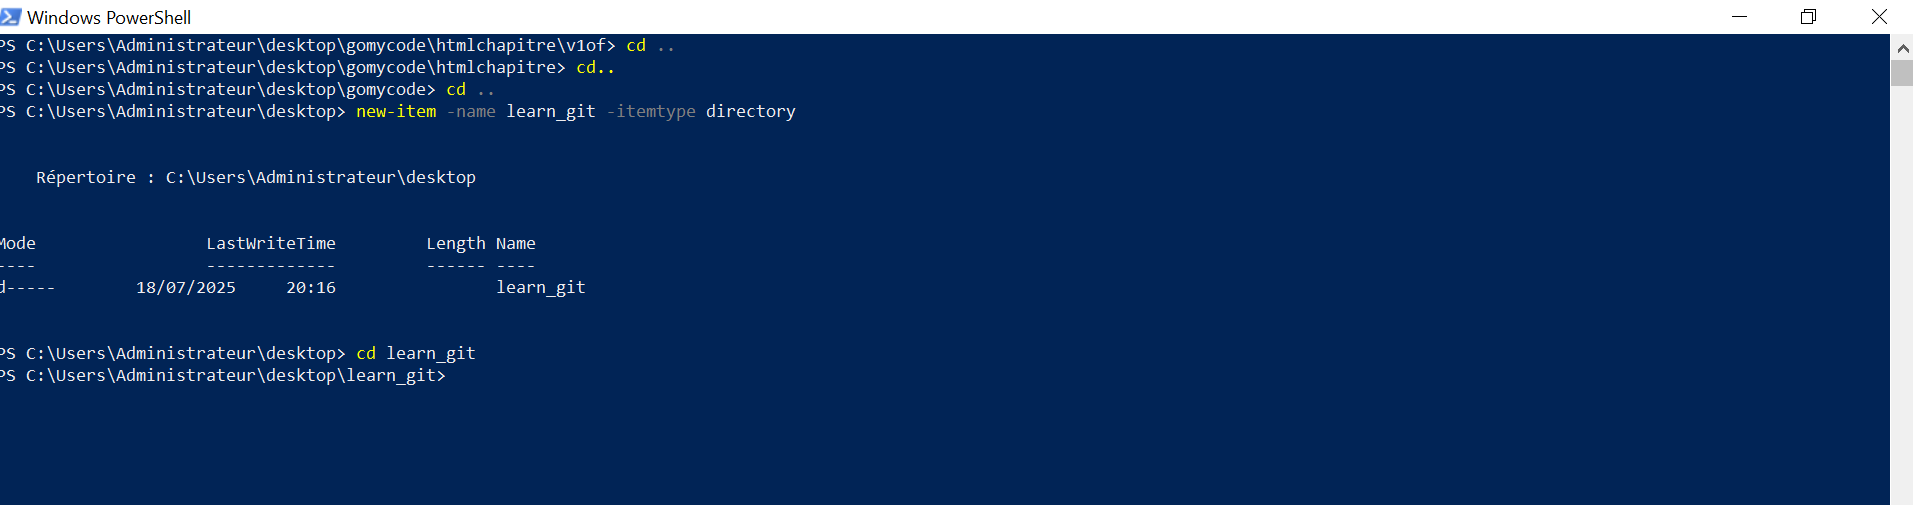 Windows PowerShell
PS C:\Users\Administrateur\desktop\gomycode\htmlchapitre\v1of> cd ..
PS C:\Users\Administrateur\desktop\gomycode\htmlchapitre> cd..
PS C:\Users\Administrateur\desktop\gomycode> cd ..
PS C:\Users\Administrateur\desktop> new-item -name learn_git -itemtype directory
Répertoire : C:\Users\Administrateur\desktop
Mode LastWriteTime Length Name
---- ------------- ------ ----
d----- 18/07/2025 20:16 learn_git
PS C:\Users\Administrateur\desktop> cd learn_git
PS C:\Users\Administrateur\desktop\learn_git>